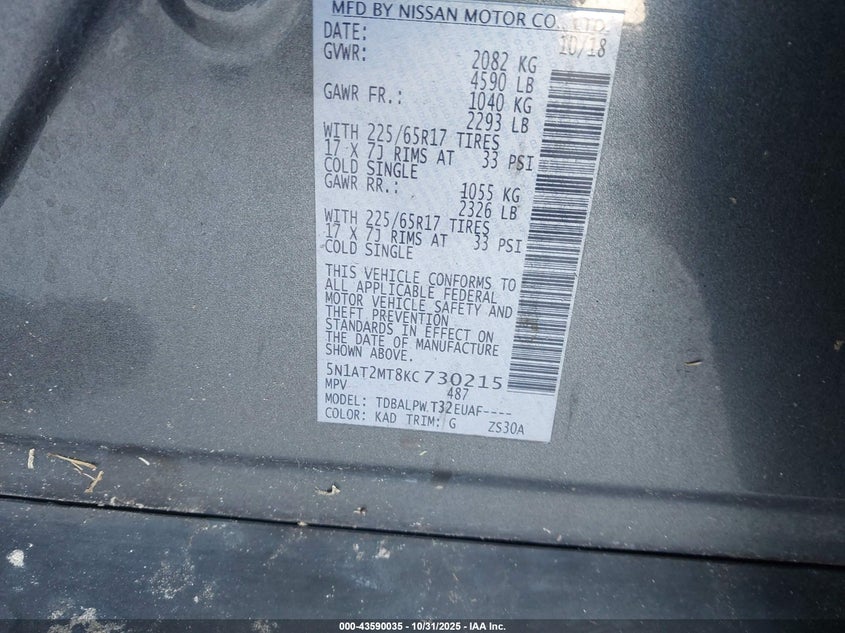 MFD BY NISSAN MOTOR CO., LTD.
DATE: 10/18
GVWR: 2082 KG
4590 LB
GAWR FR.: 1040 KG
2293 LB
WITH 225/65R17 TIRES
17 X 7J RIMS AT 33 PSI
COLD SINGLE
GAWR RR.: 1055 KG
2326 LB
WITH 225/65R17 TIRES
17 X 7J RIMS AT 33 PSI
COLD SINGLE
THIS VEHICLE CONFORMS TO
ALL APPLICABLE FEDERAL
MOTOR VEHICLE SAFETY AND
THEFT PREVENTION
STANDARDS IN EFFECT ON
THE DATE OF MANUFACTURE
SHOWN ABOVE.
5N1AT2MT8KC730215
MPV 487
MODEL: TDBALPW.T32EUAF----
COLOR: KAD TRIM: G ZS30A
000-43590035 - 10/31/2025 - IAA Inc.